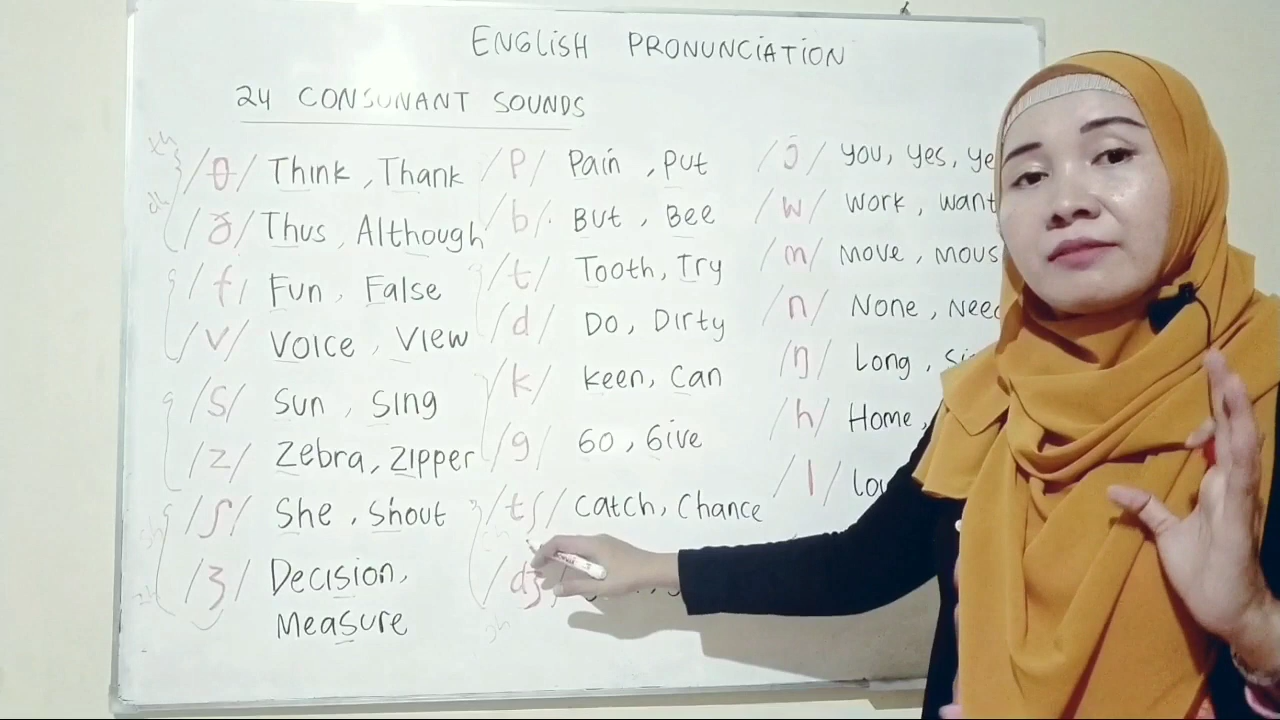 ENGLISH PRONUNCIATION
24 CONSONANT SOUNDS
th
/θ/ Think, Thank
dh
/ð/ Thus, Although
/f/ Fun, False
/v/ Voice, View
/s/ Sun, Sing
/z/ Zebra, Zipper
/ʃ/ She, Shout
/ʒ/ Decision,
Measure
/p/ Pain, Put
/b/ But, Bee
/t/ Tooth, Try
/d/ Do, Dirty
/k/ Keen, Can
/g/ Go, Give
/tʃ/ Catch, Chance
/dʒ/
/j/ You, Yes,
/w/ Work, Want
/m/ Move,
/n/ None,
/ŋ/ Long,
/h/ Home,
/l/